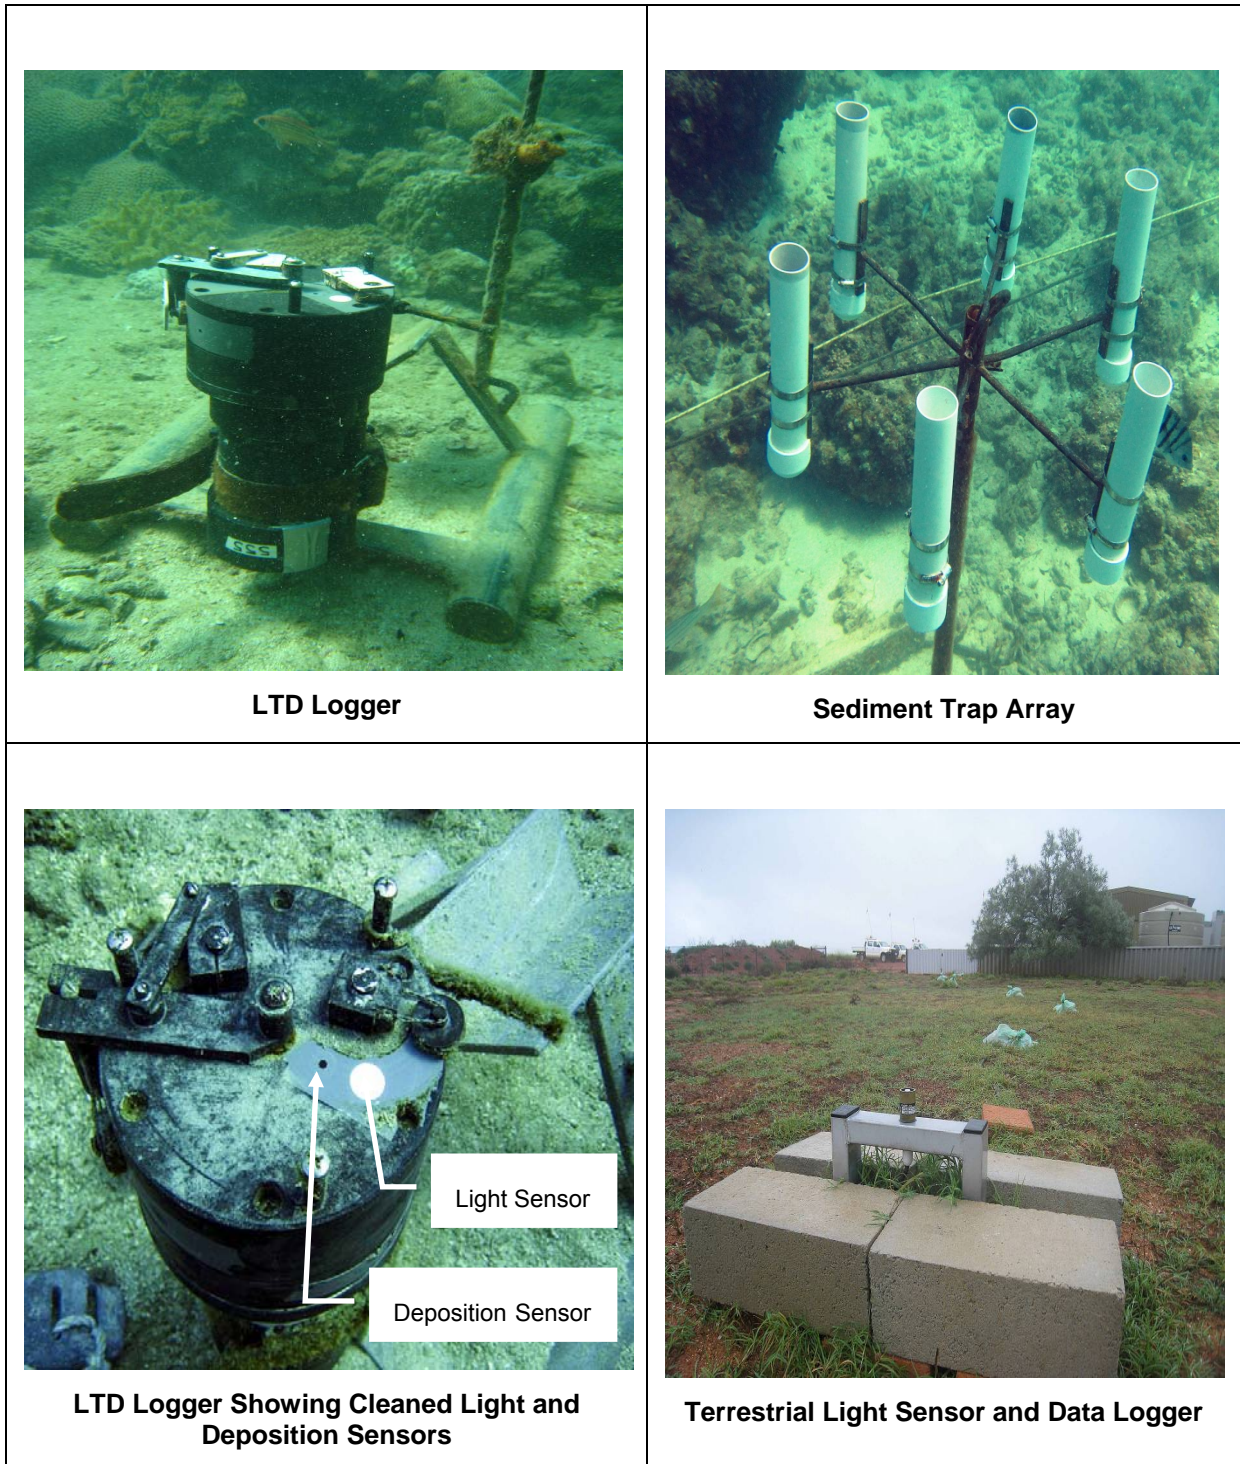 555
LTD Logger
Sediment Trap Array
Light Sensor
Deposition Sensor
LTD Logger Showing Cleaned Light and
Deposition Sensors
Terrestrial Light Sensor and Data Logger